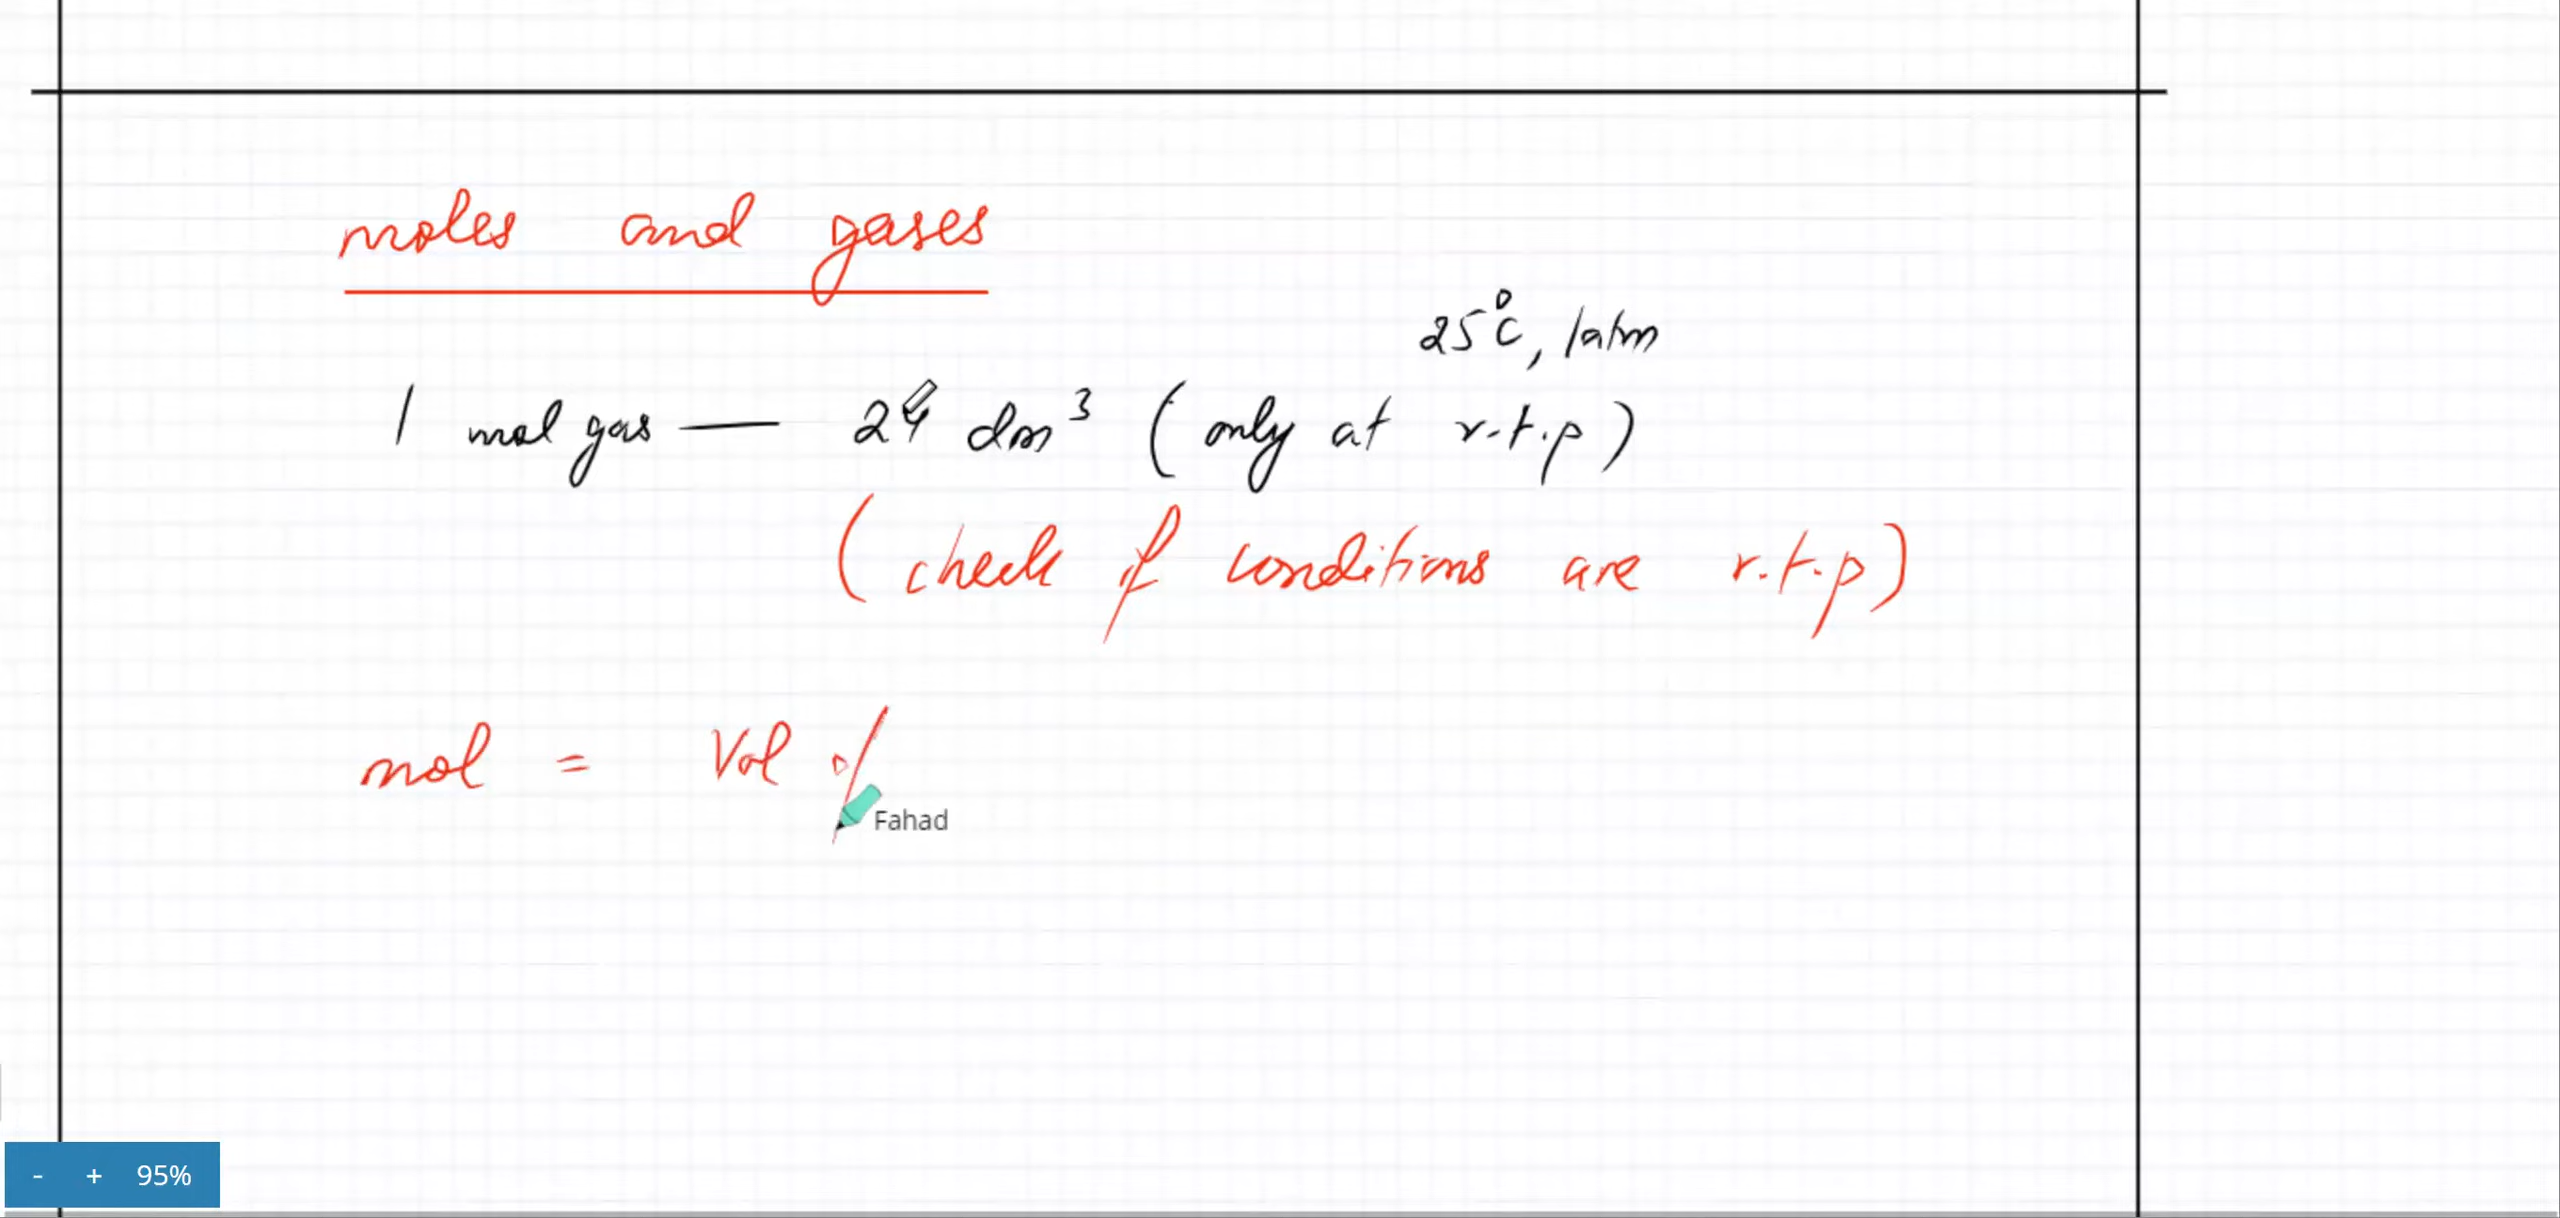 moles and gases
25°C, 1atm
1 mol gas — 24 dm³ (only at r.t.p)
(check if conditions are r.t.p)
mol = Vol of
Fahad
- + 95%